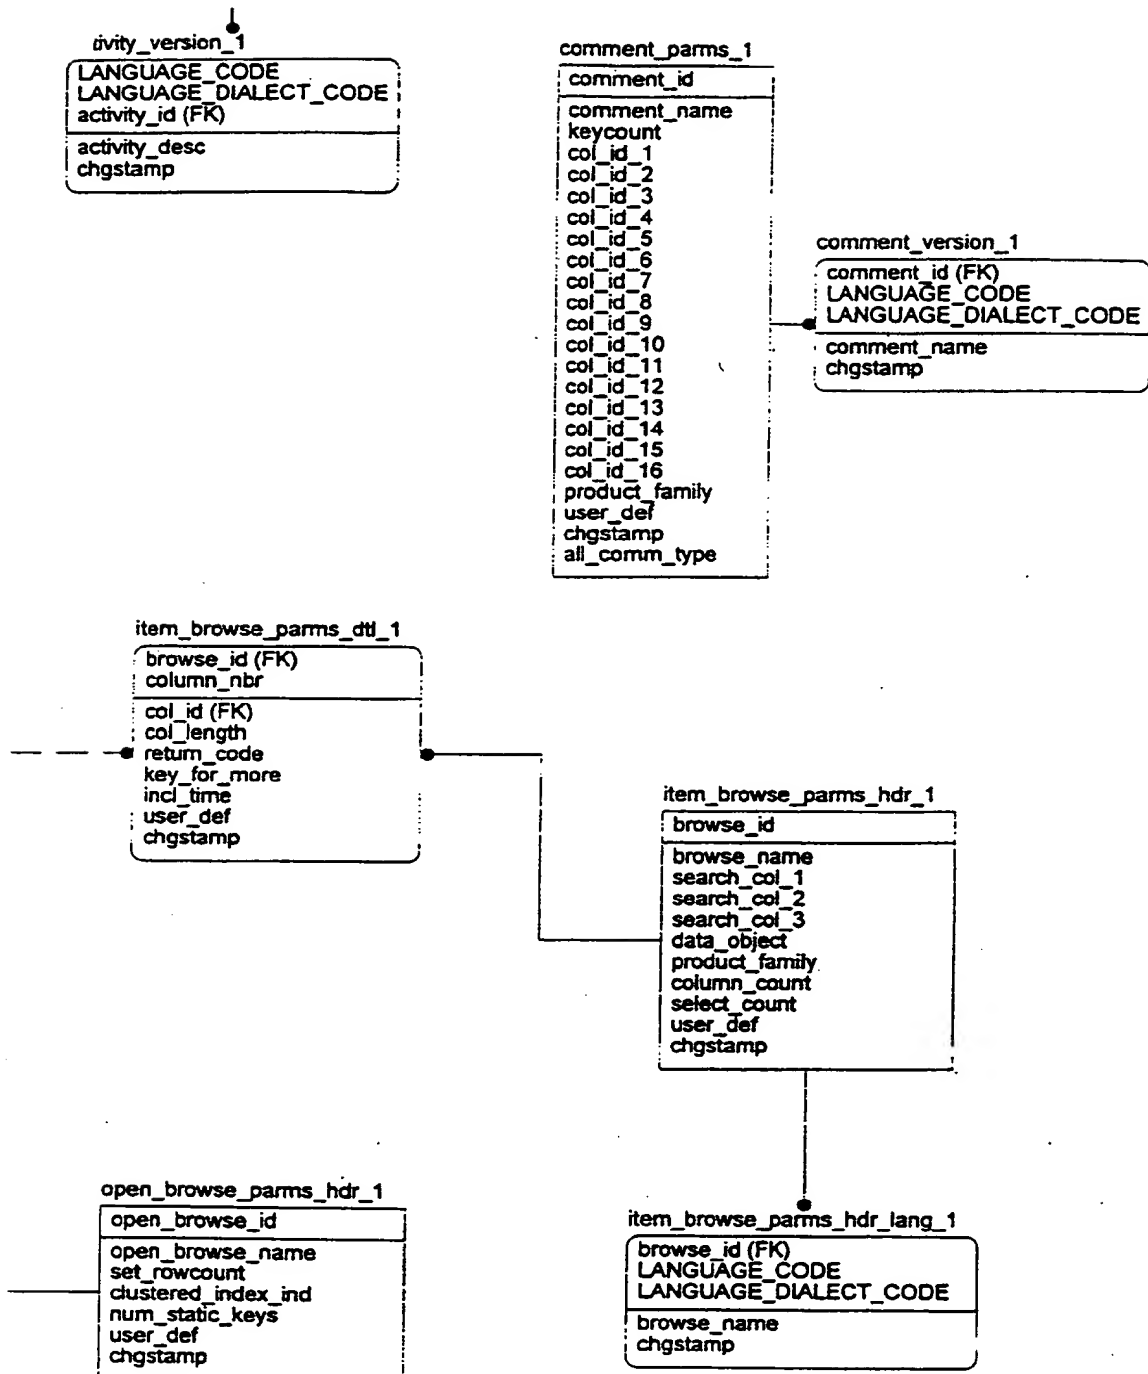 tivity_version_1
LANGUAGE_CODE
LANGUAGE_DIALECT_CODE
activity_id (FK)
activity_desc
chgstamp
comment_parms_1
comment_id
comment_name
keycount
col_id_1
col_id_2
col_id_3
col_id_4
col_id_5
col_id_6
col_id_7
col_id_8
col_id_9
col_id_10
col_id_11
col_id_12
col_id_13
col_id_14
col_id_15
col_id_16
product_family
user_def
chgstamp
all_comm_type
comment_version_1
comment_id (FK)
LANGUAGE_CODE
LANGUAGE_DIALECT_CODE
comment_name
chgstamp
item_browse_parms_dtl_1
browse_id (FK)
column_nbr
col_id (FK)
col_length
return_code
key_for_more
incl_time
user_def
chgstamp
item_browse_parms_hdr_1
browse_id
browse_name
search_col_1
search_col_2
search_col_3
data_object
product_family
column_count
select_count
user_def
chgstamp
open_browse_parms_hdr_1
open_browse_id
open_browse_name
set_rowcount
clustered_index_ind
num_static_keys
user_def
chgstamp
item_browse_parms_hdr_lang_1
browse_id (FK)
LANGUAGE_CODE
LANGUAGE_DIALECT_CODE
browse_name
chgstamp